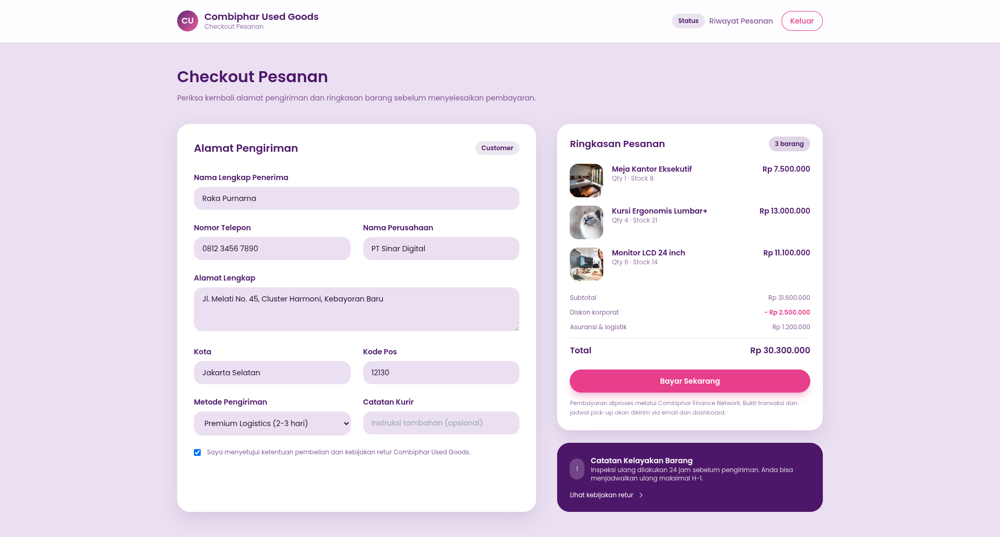 CU
Combiphar Used Goods
Checkout Pesanan
Status
Riwayat Pesanan
Keluar
Checkout Pesanan
Periksa kembali alamat pengiriman dan ringkasan barang sebelum menyelesaikan pembayaran.
Alamat Pengiriman
Customer
Nama Lengkap Penerima
Raka Purnama
Nomor Telepon
Nama Perusahaan
0812 3456 7890
PT Sinar Digital
Alamat Lengkap
Jl. Melati No. 45, Cluster Harmoni, Kebayoran Baru
Kota
Kode Pos
Jakarta Selatan
12130
Metode Pengiriman
Catatan Kurir
Premium Logistics (2-3 hari)
Instruksi tambahan (opsional)
Saya menyetujui ketentuan pembelian dan kebijakan retur Combiphar Used Goods.
Ringkasan Pesanan
3 barang
Meja Kantor Eksekutif
Rp 7.500.000
Qty 1 · Stock 8
Kursi Ergonomis Lumbar+
Rp 13.000.000
Qty 4 · Stock 21
Monitor LCD 24 inch
Rp 11.100.000
Qty 6 · Stock 14
Subtotal
Rp 31.600.000
Diskon korporat
- Rp 2.500.000
Asuransi & logistik
Rp 1.200.000
Total
Rp 30.300.000
Bayar Sekarang
Pembayaran diproses melalui Combiphar Finance Network. Bukti transaksi dan
jadwal pick-up akan dikirim via email dan dashboard.
!
Catatan Kelayakan Barang
Inspeksi ulang dilakukan 24 jam sebelum pengiriman. Anda bisa
menjadwalkan ulang maksimal H-1.
Lihat kebijakan retur